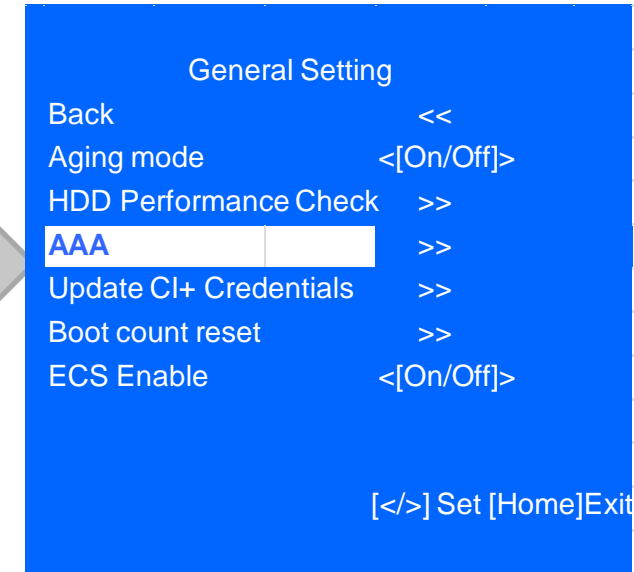 General Setting
Back <<
Aging mode <[On/Off]>
HDD Performance Check >>
AAA >>
Update CI+ Credentials >>
Boot count reset >>
ECS Enable <[On/Off]>
[</>] Set [Home]Exit